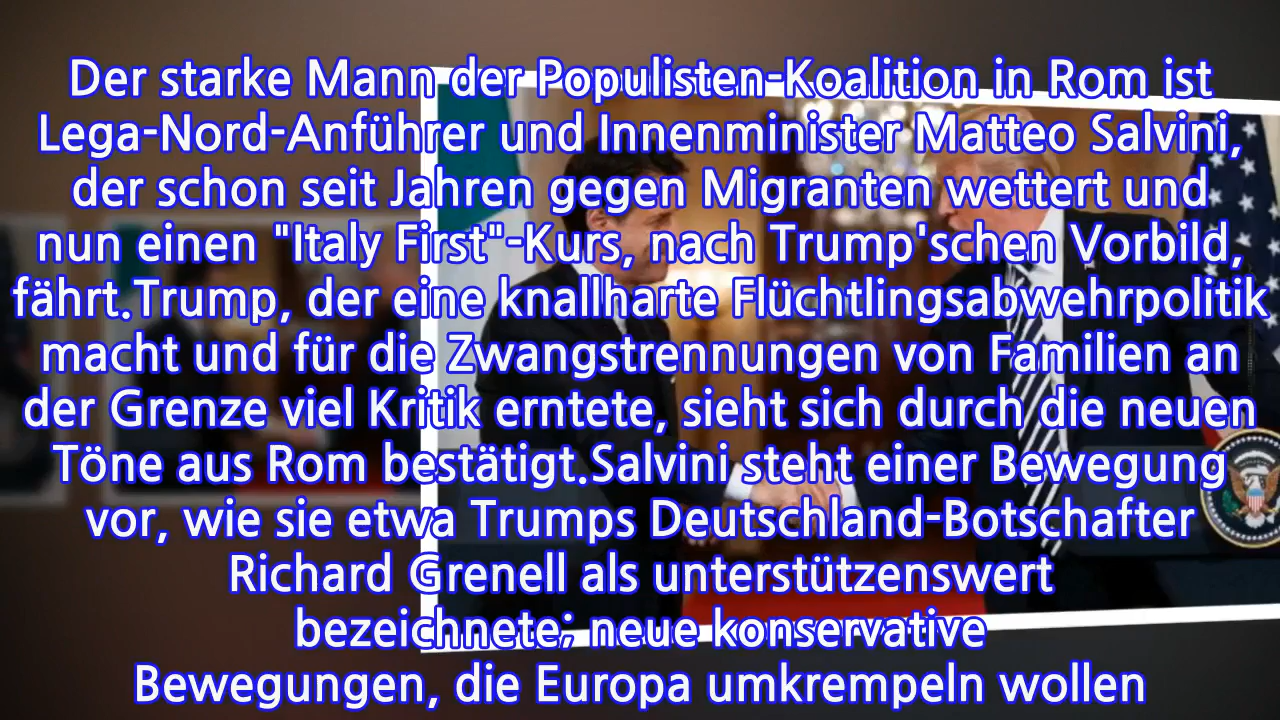 Der starke Mann der Populisten-Koalition in Rom ist
Lega-Nord-Anführer und Innenminister Matteo Salvini,
der schon seit Jahren gegen Migranten wettert und
nun einen "Italy First"-Kurs, nach Trump'schen Vorbild,
fährt.Trump, der eine knallharte Flüchtlingsabwehrpolitik
macht und für die Zwangstrennungen von Familien an
der Grenze viel Kritik erntete, sieht sich durch die neuen
Töne aus Rom bestätigt.Salvini steht einer Bewegung
vor, wie sie etwa Trumps Deutschland-Botschafter
Richard Grenell als unterstützenswert
bezeichnete; neue konservative
Bewegungen, die Europa umkrempeln wollen